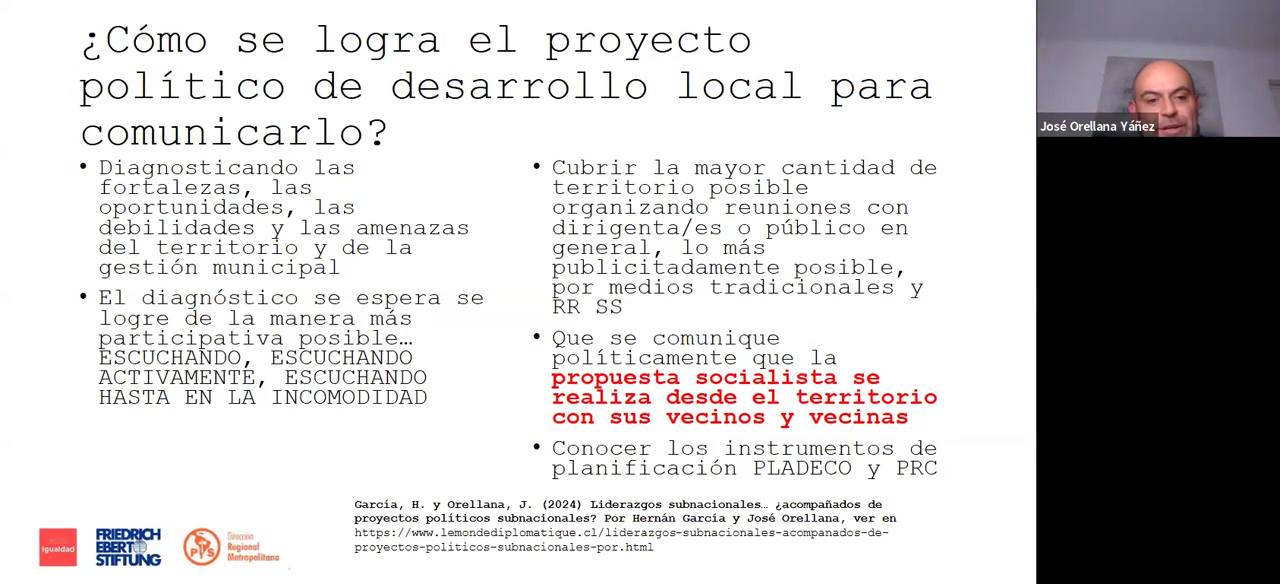 ¿Cómo se logra el proyecto
político de desarrollo local para
comunicarlo?
• Diagnosticando las
fortalezas, las
oportunidades, las
debilidades y las amenazas
del territorio y de la
gestión municipal
• El diagnóstico se espera se
logre de la manera más
participativa posible…
ESCUCHANDO, ESCUCHANDO
ACTIVAMENTE, ESCUCHANDO
HASTA EN LA INCOMODIDAD
• Cubrir la mayor cantidad de
territorio posible
organizando reuniones con
dirigenta/es o público en
general, lo más
publicitadamente posible,
por medios tradicionales y
RR SS
• Que se comunique
políticamente que la
propuesta socialista se
realiza desde el territorio
con sus vecinos y vecinas
• Conocer los instrumentos de
planificación PLADECO y PRC
García, H. y Orellana, J. (2024) Liderazgos subnacionales… ¿acompañados de
proyectos políticos subnacionales? Por Hernán García y José Orellana, ver en
https://www.lemondediplomatique.cl/liderazgos-subnacionales-acompanados-de-
proyectos-politicos-subnacionales-por.html
Igualdad
FRIEDRICH
EBERT
STIFTUNG
PS
Dirección
Regional
Metropolitana
José Orellana Yáñez